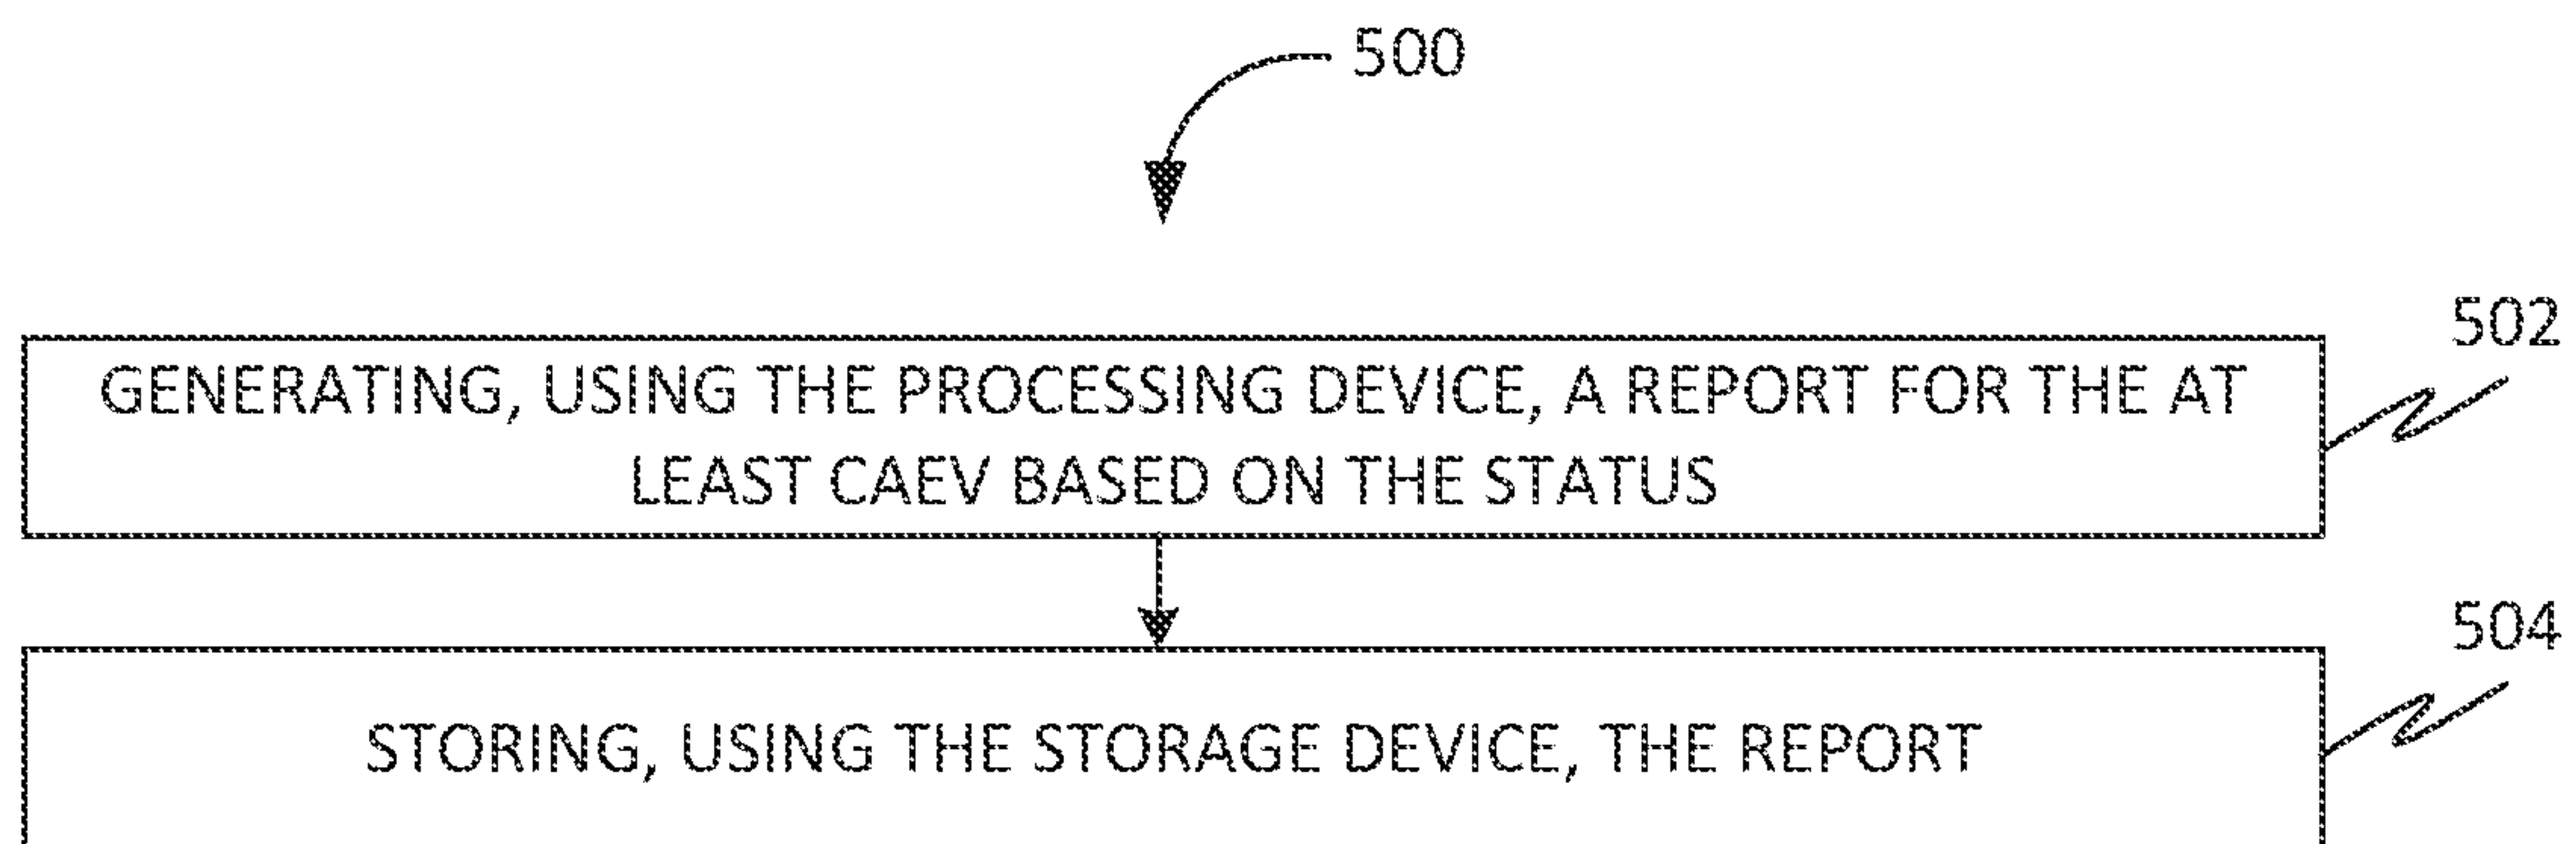 500
502
GENERATING, USING THE PROCESSING DEVICE, A REPORT FOR THE AT
LEAST CAEV BASED ON THE STATUS
504
STORING, USING THE STORAGE DEVICE, THE REPORT